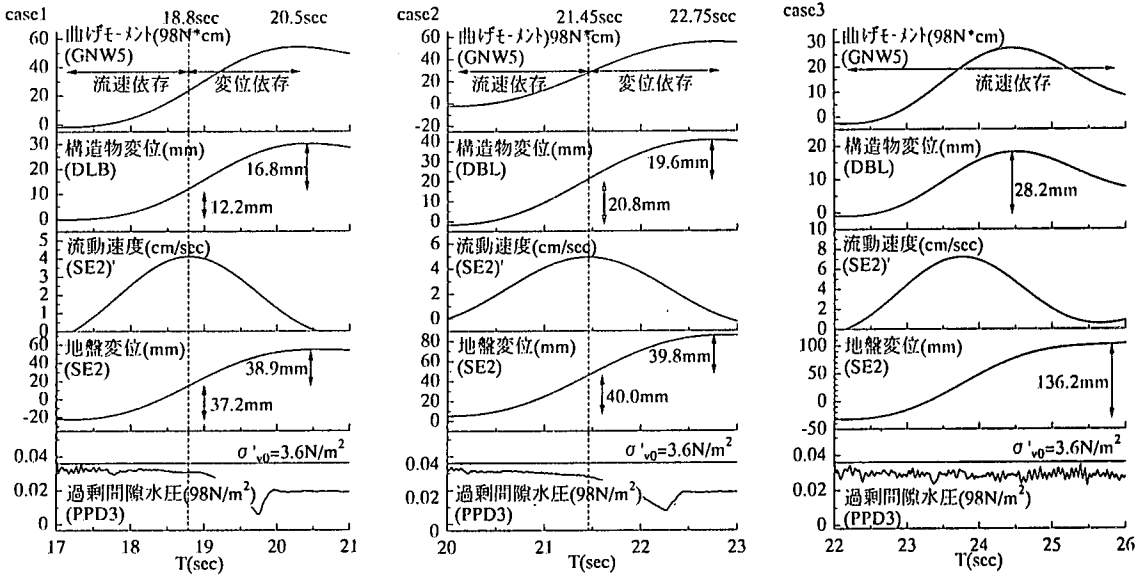 case1
18.8sec 20.5sec
曲げモーメント(98N*cm)
(GNW5)
流速依存 変位依存
60
40
20
0
構造物変位(mm)
(DLB)
16.8mm
12.2mm
30
20
10
0
流動速度(cm/sec)
(SE2)'
5
4
3
2
1
0
地盤変位(mm)
(SE2)
38.9mm
37.2mm
60
40
20
0
-20
σ'v0=3.6N/m2
過剰間隙水圧(98N/m2)
(PPD3)
0.04
0.02
0
17 18 19 20 21
T(sec)
case2
21.45sec 22.75sec
曲げモーメント)98N*cm)
(GNW5)
流速依存 変位依存
60
40
20
0
-20
構造物変位(mm)
(DBL)
19.6mm
20.8mm
40
30
20
10
0
流動速度(cm/sec)
(SE2)'
6
4
2
0
地盤変位(mm)
(SE2)
39.8mm
40.0mm
80
60
40
20
0
σ'v0=3.6N/m2
過剰間隙水圧(98N/m2)
(PPD3)
0.04
0.02
0
20 21 22 23
T(sec)
case3
曲げモーメント(98N*cm)
(GNW5)
流速依存
30
20
10
0
構造物変位(mm)
(DBL)
28.2mm
20
10
0
流動速度(cm/sec)
(SE2)'
8
6
4
2
0
地盤変位(mm)
(SE2)
136.2mm
100
50
0
-50
σ'v0=3.6N/m2
過剰間隙水圧(98N/m2)
(PPD3)
0.04
0.02
0
22 23 24 25 26
T(sec)